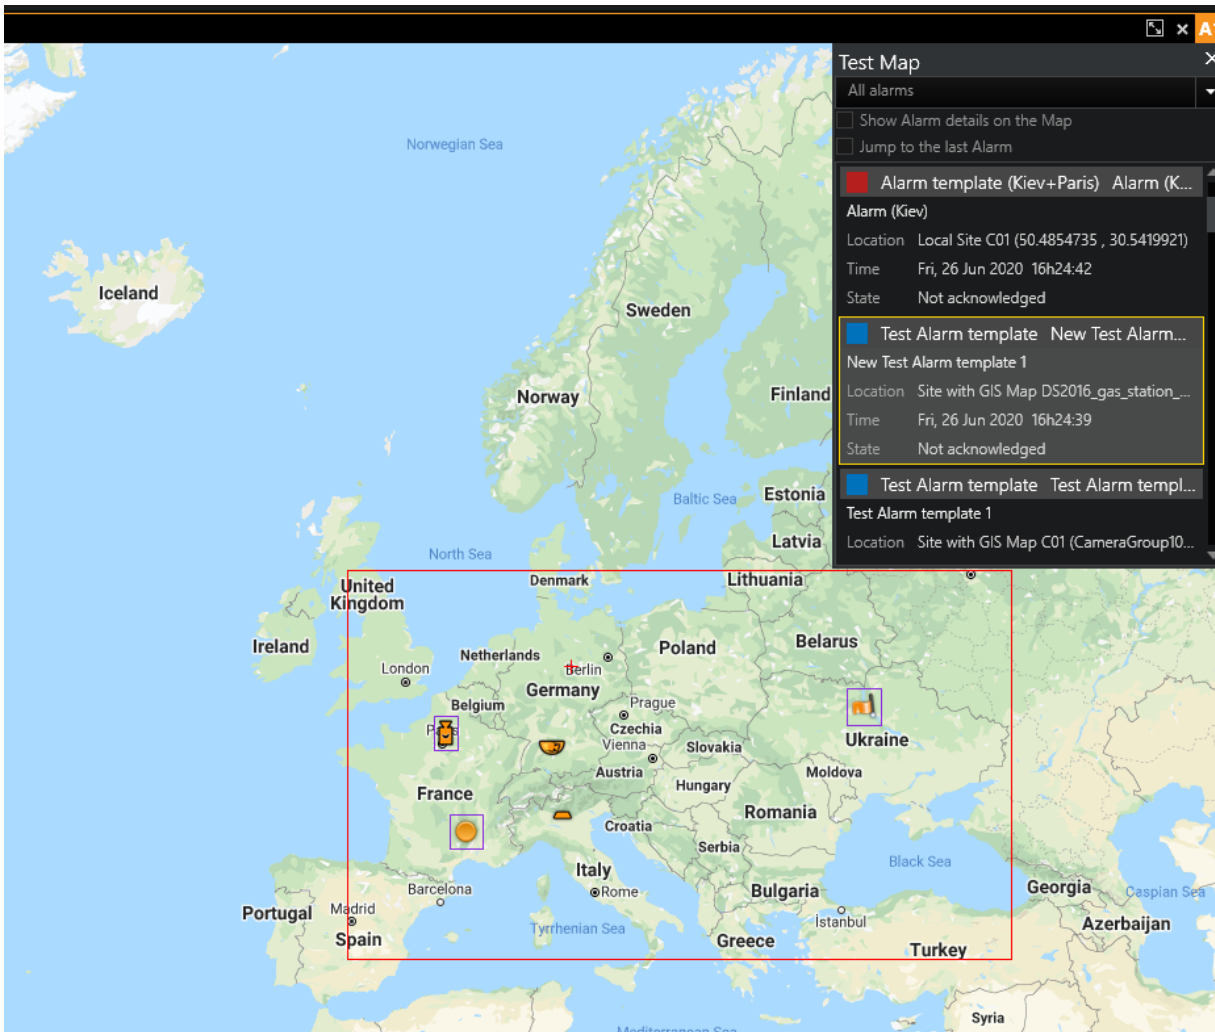 Test Map
All alarms
Show Alarm details on the Map
Jump to the last Alarm
Alarm template (Kiev+Paris) Alarm (K...
Alarm (Kiev)
Location Local Site C01 (50.4854735 , 30.5419921)
Time Fri, 26 Jun 2020 16h24:42
State Not acknowledged
Test Alarm template New Test Alarm...
New Test Alarm template 1
Location Site with GIS Map DS2016_gas_station_...
Time Fri, 26 Jun 2020 16h24:39
State Not acknowledged
Test Alarm template Test Alarm templ...
Test Alarm template 1
Location Site with GIS Map C01 (CameraGroup10...
Norwegian Sea
Iceland
Sweden
Norway
Finland
Baltic Sea
Estonia
Latvia
North Sea
Denmark
Lithuania
United
Kingdom
Ireland
Netherlands
Poland
Belarus
London
Berlin
Germany
Belgium
Prague
Czechia
Ukraine
Vienna
Slovakia
Austria
Moldova
Hungary
France
Romania
Croatia
Serbia
Italy
Black Sea
Barcelona
Rome
Bulgaria
Georgia
Caspian Sea
Portugal
Madrid
Spain
Tyrrhenian Sea
İstanbul
Azerbaijan
Greece
Turkey
Syria
Mediterranean Sea